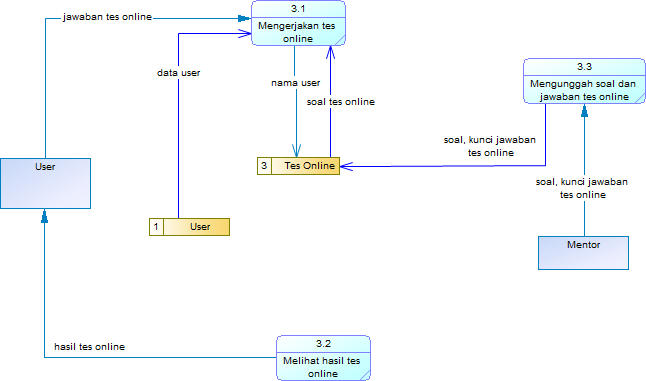 jawaban tes online
3.1
Mengerjakan tes
online
data user
nama user
soal tes online
3.3
Mengunggah soal dan
jawaban tes online
soal, kunci jawaban
tes online
3 Tes Online
User
soal, kunci jawaban
tes online
1 User
Mentor
hasil tes online
3.2
Melihat hasil tes
online